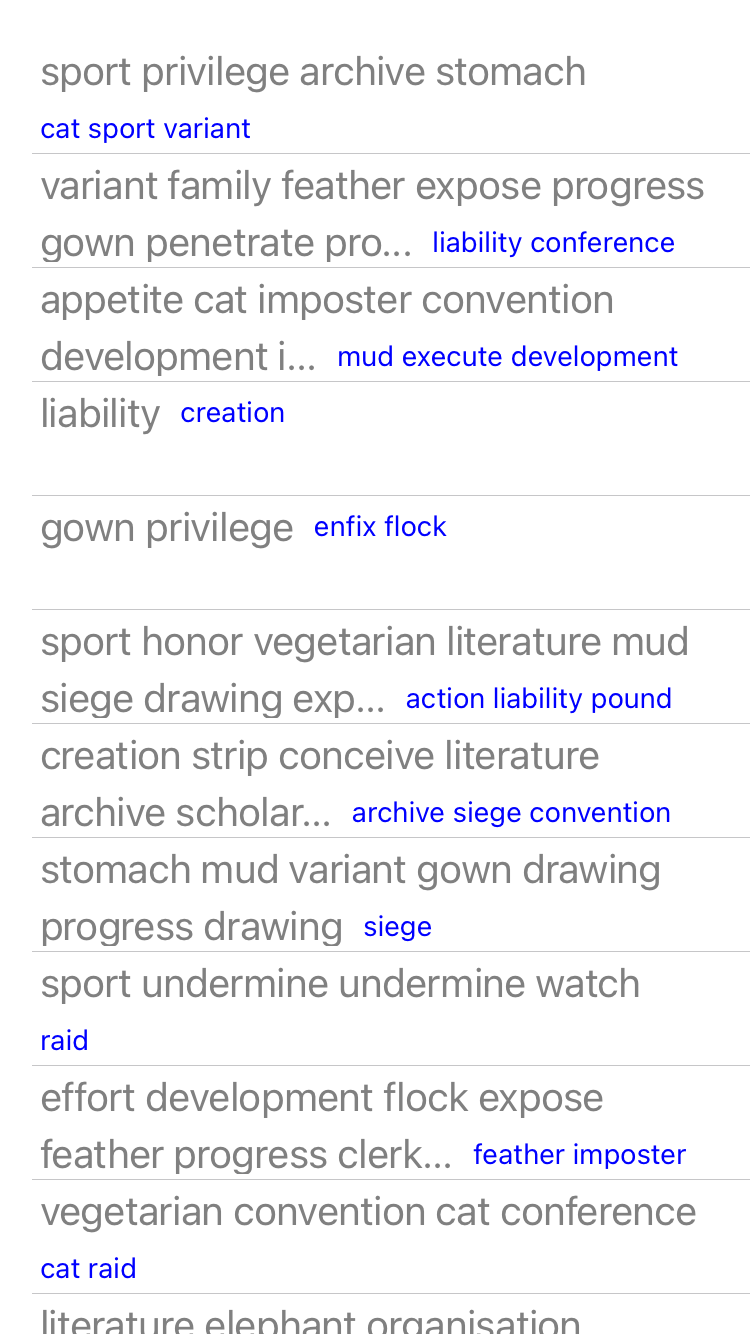 sport privilege archive stomach
cat sport variant
variant family feather expose progress
gown penetrate pro... liability conference
appetite cat imposter convention
development i... mud execute development
liability creation
gown privilege enfix flock
sport honor vegetarian literature mud
siege drawing exp... action liability pound
creation strip conceive literature
archive scholar... archive siege convention
stomach mud variant gown drawing
progress drawing siege
sport undermine undermine watch
raid
effort development flock expose
feather progress clerk... feather imposter
vegetarian convention cat conference
cat raid
literature elephant organisation